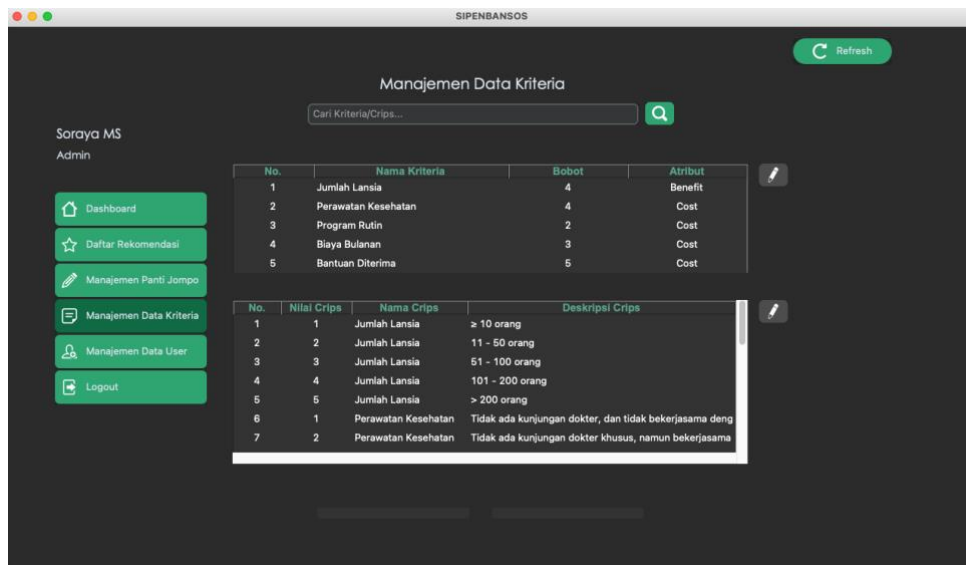 SIPENBANSOS
Refresh
Manajemen Data Kriteria
Cari Kriteria/Crips...
Soraya MS
Admin
Dashboard
Daftar Rekomendasi
Manajemen Panti Jompo
Manajemen Data Kriteria
Manajemen Data User
Logout
No. Nama Kriteria Bobot Atribut
1 Jumlah Lansia 4 Benefit
2 Perawatan Kesehatan 4 Cost
3 Program Rutin 2 Cost
4 Biaya Bulanan 3 Cost
5 Bantuan Diterima 5 Cost
No. Nilai Crips Nama Crips Deskripsi Crips
1 1 Jumlah Lansia ≥ 10 orang
2 2 Jumlah Lansia 11 - 50 orang
3 3 Jumlah Lansia 51 - 100 orang
4 4 Jumlah Lansia 101 - 200 orang
5 5 Jumlah Lansia > 200 orang
6 1 Perawatan Kesehatan Tidak ada kunjungan dokter, dan tidak bekerjasama deng
7 2 Perawatan Kesehatan Tidak ada kunjungan dokter khusus, namun bekerjasama